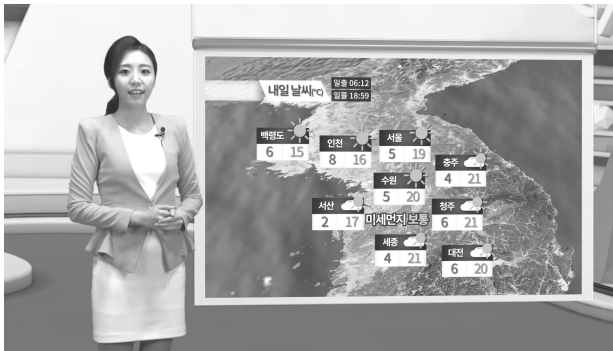 내일 날씨(℃)
일출 06:12
일몰 18:59
백령도
6 15
인천
8 16
서울
5 19
충주
4 21
수원
5 20
서산
2 17
미세먼지 보통
청주
6 21
세종
4 21
대전
6 20